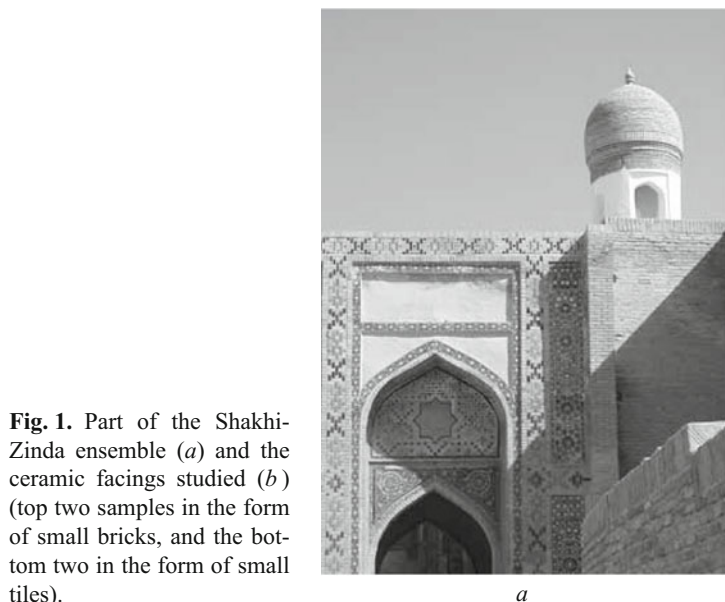 Fig. 1. Part of the Shakhi-
Zinda ensemble (a) and the
ceramic facings studied (b)
(top two samples in the form
of small bricks, and the bot-
tom two in the form of small
tiles).
a